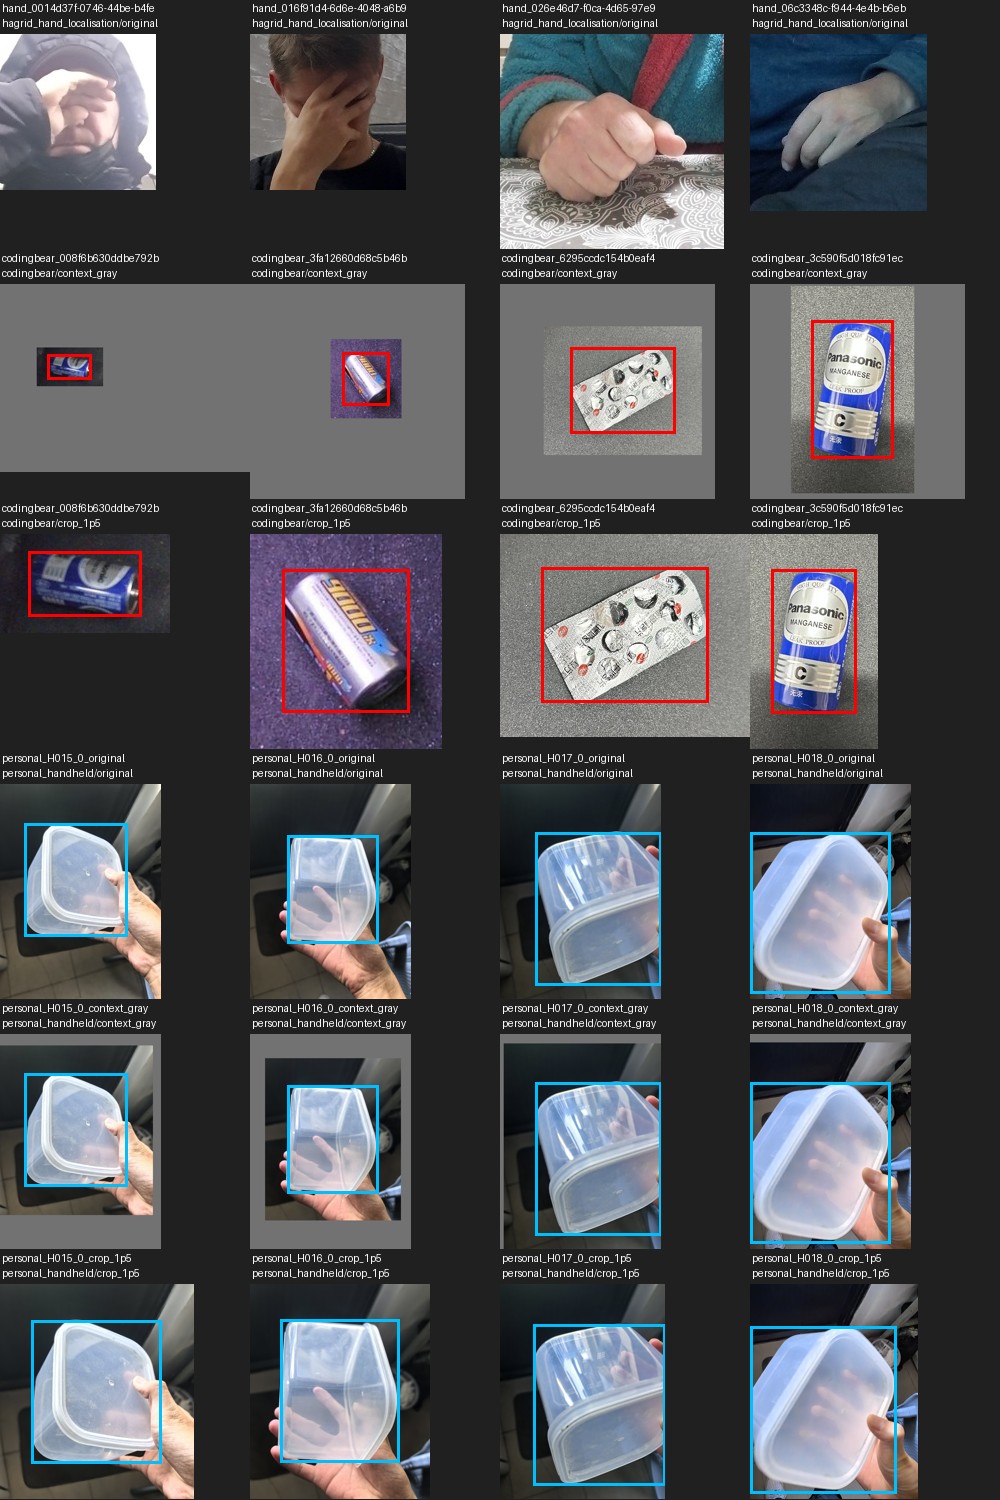 hand_0014d37f-0746-44be-b4fe
hagrid_hand_localisation/original
hand_016f91d4-6d6e-4048-a6b9
hagrid_hand_localisation/original
hand_026e46d7-f0ca-4d65-97e9
hagrid_hand_localisation/original
hand_06c3348c-f944-4e4b-b6eb
hagrid_hand_localisation/original
codingbear_008f6b630ddbe792b
codingbear/context_gray
codingbear_3fa12660d68c5b46b
codingbear/context_gray
codingbear_6295ccdc154b0eaf4
codingbear/context_gray
codingbear_3c590f5d018fc91ec
codingbear/context_gray
Panasonic
MANGANESE
C
无汞
codingbear_008f6b630ddbe792b
codingbear/crop_1p5
codingbear_3fa12660d68c5b46b
codingbear/crop_1p5
codingbear_6295ccdc154b0eaf4
codingbear/crop_1p5
codingbear_3c590f5d018fc91ec
codingbear/crop_1p5
Panasonic
MANGANESE
C
无汞
personal_H015_0_original
personal_handheld/original
personal_H016_0_original
personal_handheld/original
personal_H017_0_original
personal_handheld/original
personal_H018_0_original
personal_handheld/original
personal_H015_0_context_gray
personal_handheld/context_gray
personal_H016_0_context_gray
personal_handheld/context_gray
personal_H017_0_context_gray
personal_handheld/context_gray
personal_H018_0_context_gray
personal_handheld/context_gray
personal_H015_0_crop_1p5
personal_handheld/crop_1p5
personal_H016_0_crop_1p5
personal_handheld/crop_1p5
personal_H017_0_crop_1p5
personal_handheld/crop_1p5
personal_H018_0_crop_1p5
personal_handheld/crop_1p5